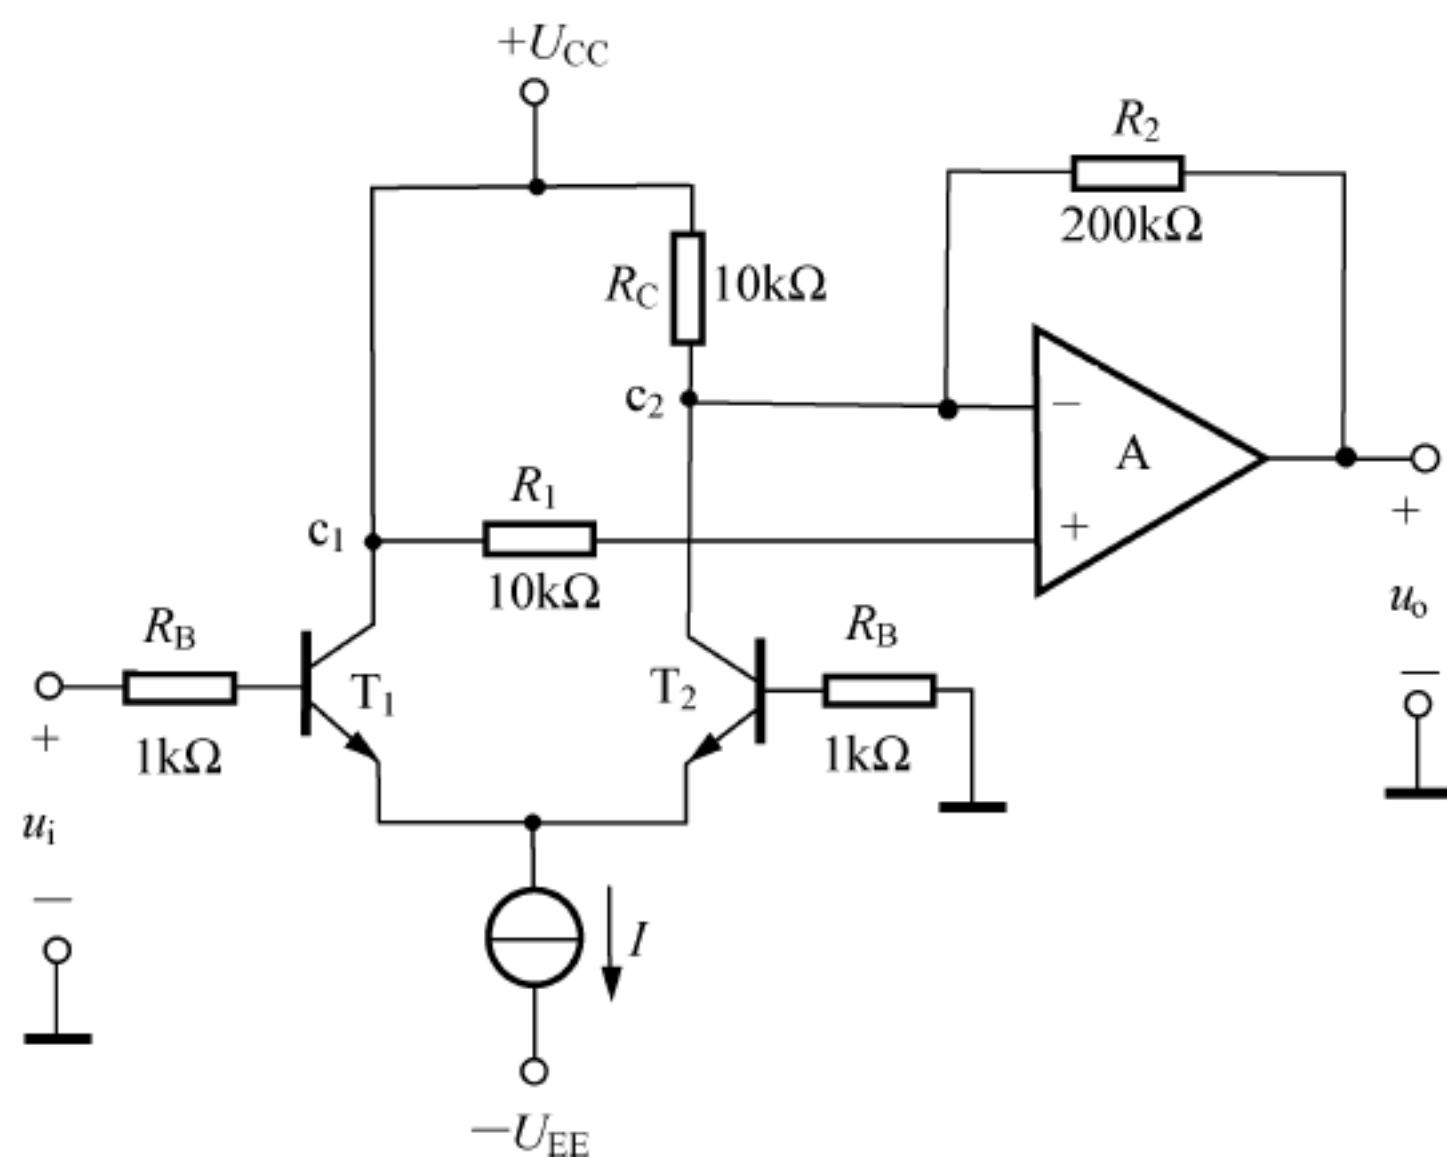 +U_CC
R_2
200kΩ
R_C
10kΩ
c_2
−
A
+
R_1
c_1
10kΩ
+
u_o
−
R_B
1kΩ
T_1
T_2
R_B
1kΩ
+
u_i
−
I
−U_EE